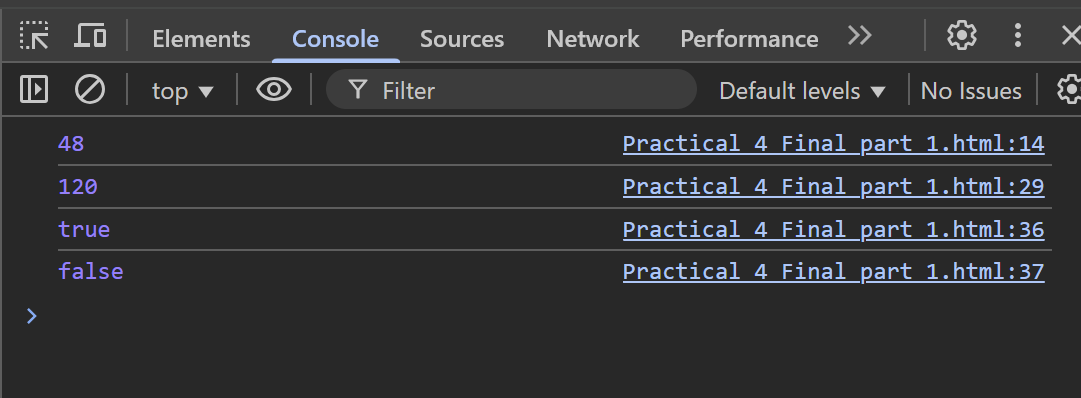 Elements Console Sources Network Performance
top Filter Default levels No Issues
48 Practical 4 Final part 1.html:14
120 Practical 4 Final part 1.html:29
true Practical 4 Final part 1.html:36
false Practical 4 Final part 1.html:37